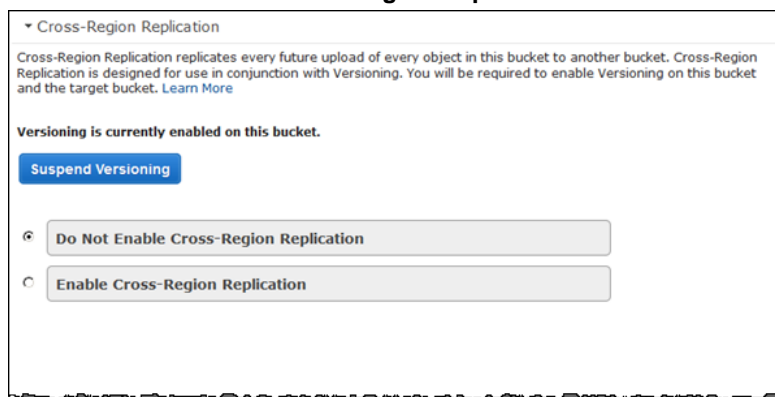 Cross-Region Replication
Cross-Region Replication replicates every future upload of every object in this bucket to another bucket. Cross-Region
Replication is designed for use in conjunction with Versioning. You will be required to enable Versioning on this bucket
and the target bucket. Learn More
Versioning is currently enabled on this bucket.
Suspend Versioning
Do Not Enable Cross-Region Replication
Enable Cross-Region Replication